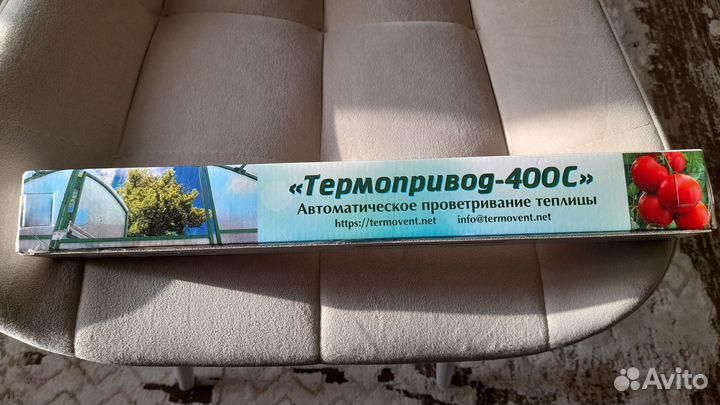 «Термопривод-400С»
Автоматическое проветривание теплицы
https://termovent.net info@termovent.net
Avito